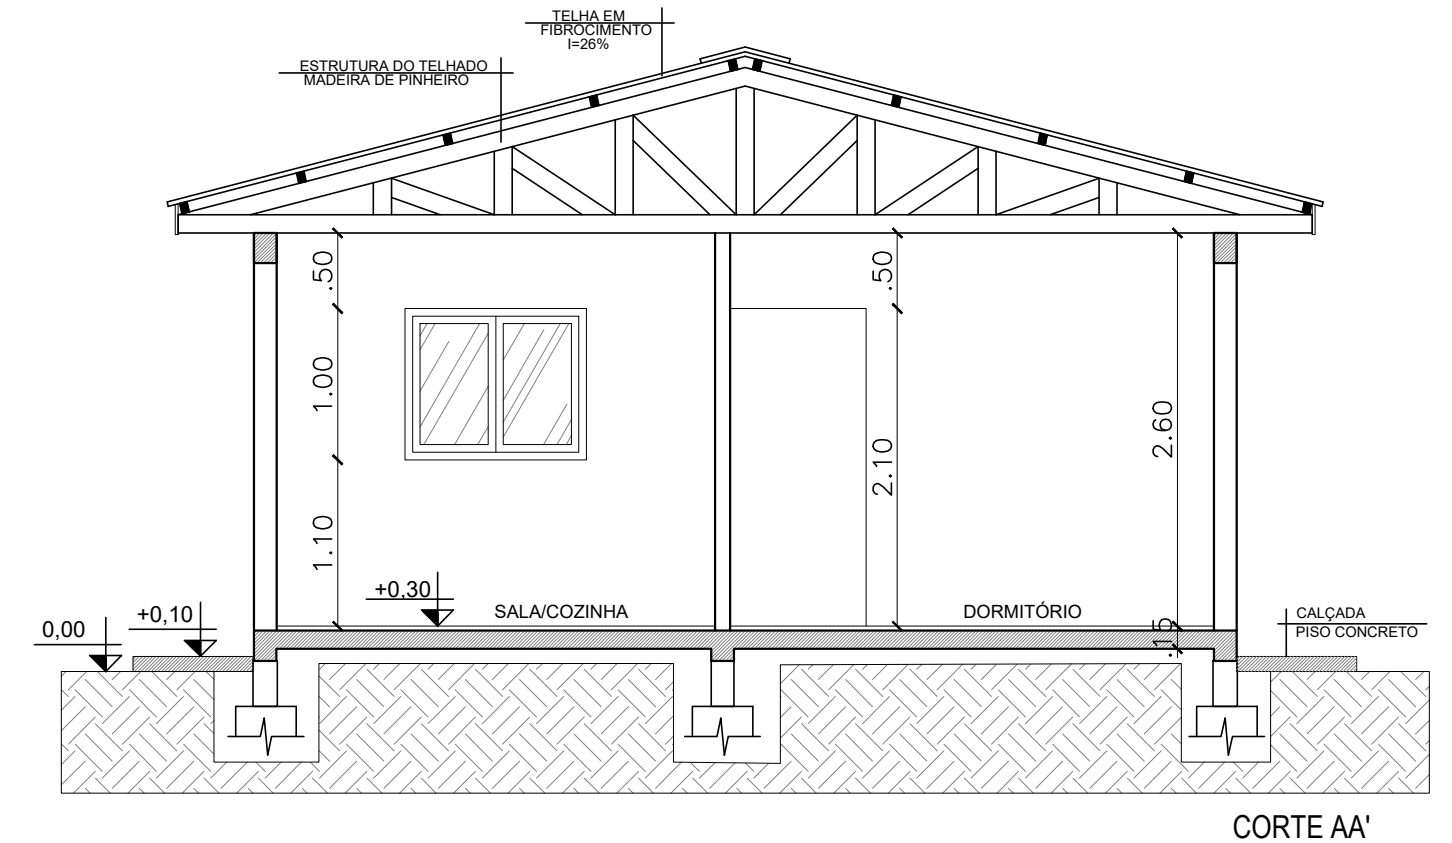 TELHA EM
FIBROCIMENTO
I=26%
ESTRUTURA DO TELHADO
MADEIRA DE PINHEIRO
.50
.50
1.00
2.60
2.10
1.10
+0,30
SALA/COZINHA
DORMITÓRIO
+0,10
0,00
.15
CALÇADA
PISO CONCRETO
CORTE AA'